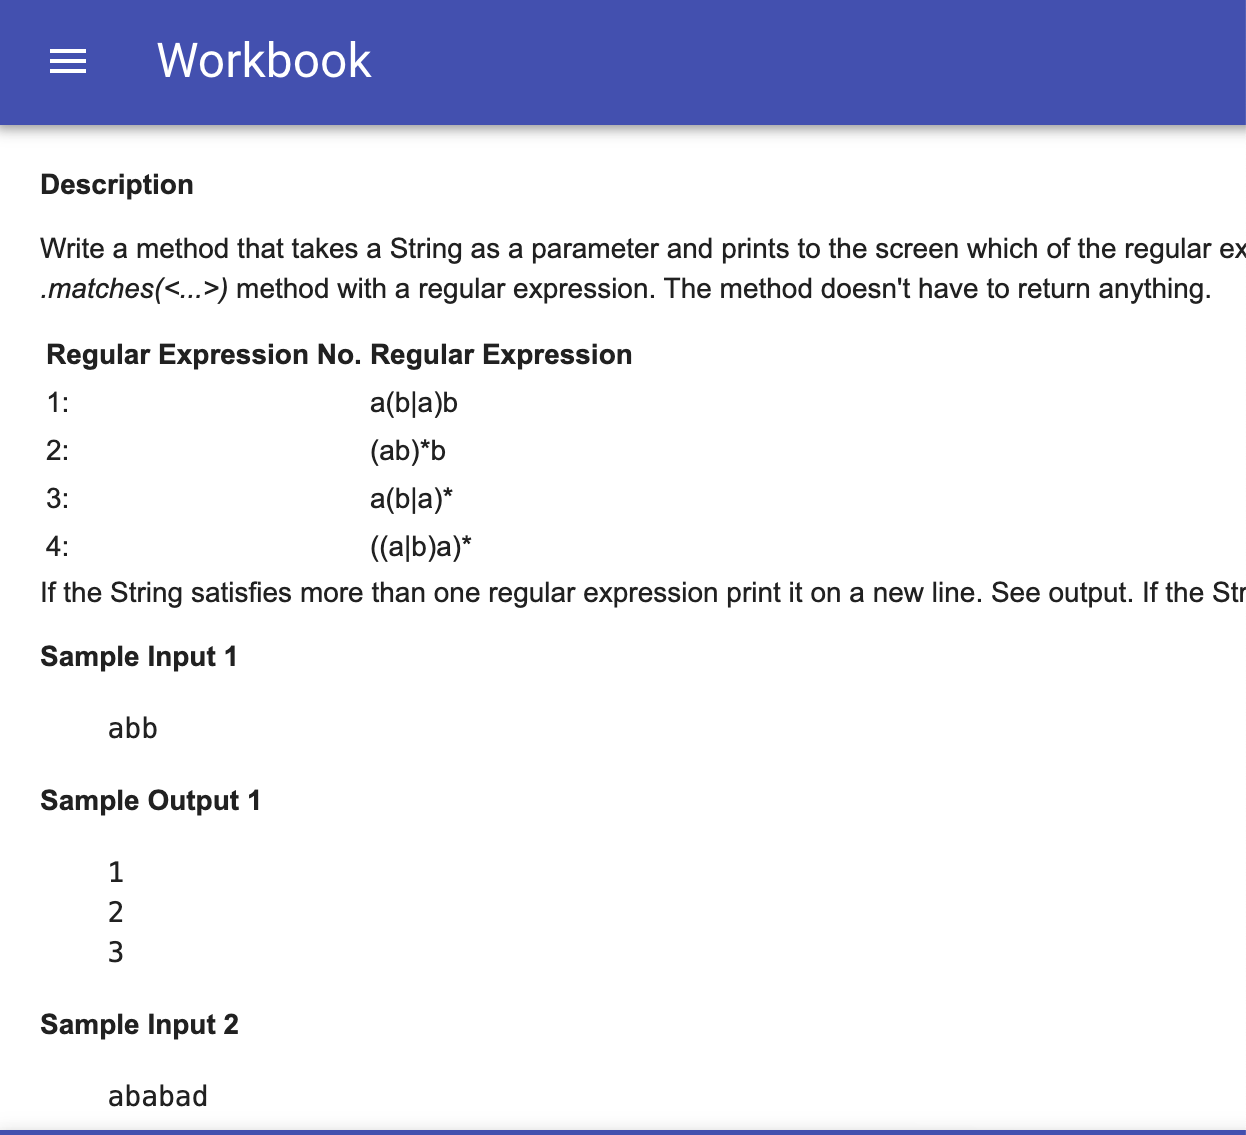 Workbook
Description
Write a method that takes a String as a parameter and prints to the screen which of the regular ex
.matches(<...>) method with a regular expression. The method doesn't have to return anything.
Regular Expression No. Regular Expression
1: a(b|a)b
2: (ab)*b
3: a(b|a)*
4: ((a|b)a)*
If the String satisfies more than one regular expression print it on a new line. See output. If the Str
Sample Input 1
abb
Sample Output 1
1
2
3
Sample Input 2
ababad